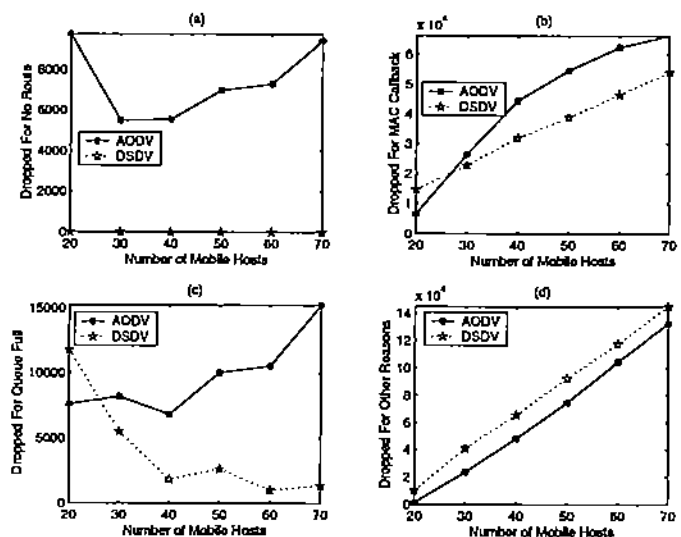 (a)
8000
6000
4000
2000
0
20
30
40
50
60
70
Dropped For No Route
Number of Mobile Hosts
AODV
DSDV
(b)
x 10⁴
6
5
4
3
2
1
0
20
30
40
50
60
70
Dropped For MAC Callback
Number of Mobile Hosts
AODV
DSDV
(c)
15000
10000
5000
0
20
30
40
50
60
70
Dropped For Queue Full
Number of Mobile Hosts
AODV
DSDV
(d)
x 10⁴
14
12
10
8
6
4
2
0
20
30
40
50
60
70
Dropped For Other Reasons
Number of Mobile Hosts
AODV
DSDV